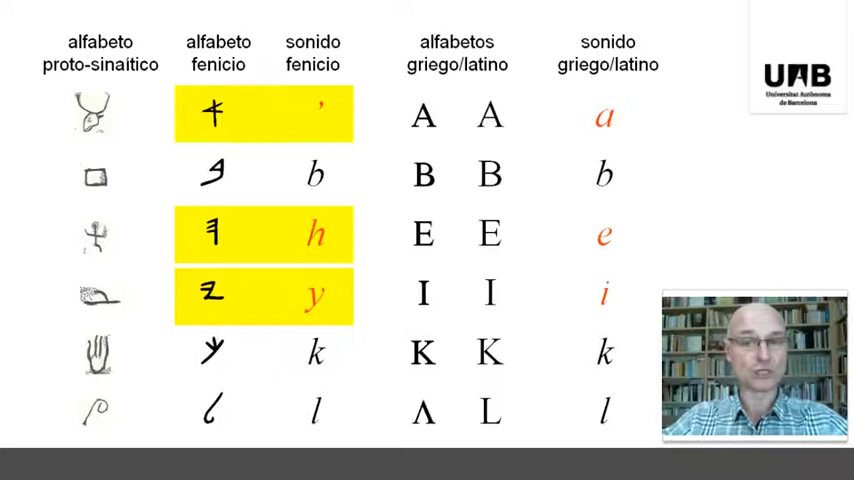 alfabeto proto-sinaítico
alfabeto fenicio
sonido fenicio
alfabetos griego/latino
sonido griego/latino
𐤀 ’ Α A a
𐤁 b Β B b
𐤄 h Ε E e
𐤉 y Ι I i
𐤊 k Κ K k
𐤋 l Λ L l
UAB
Universitat Autònoma
de Barcelona